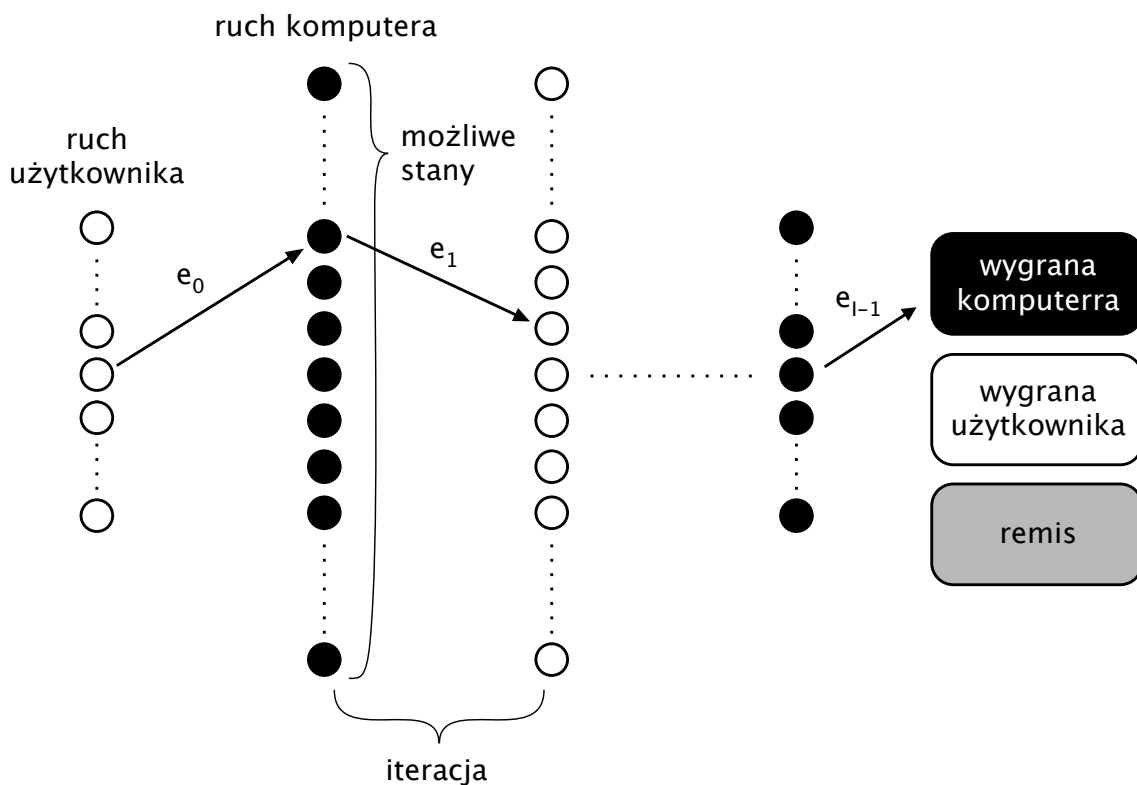 ruch komputera
ruch
użytkownika
możliwe
stany
e0
e1
el–1
wygrana
komputerra
wygrana
użytkownika
remis
iteracja